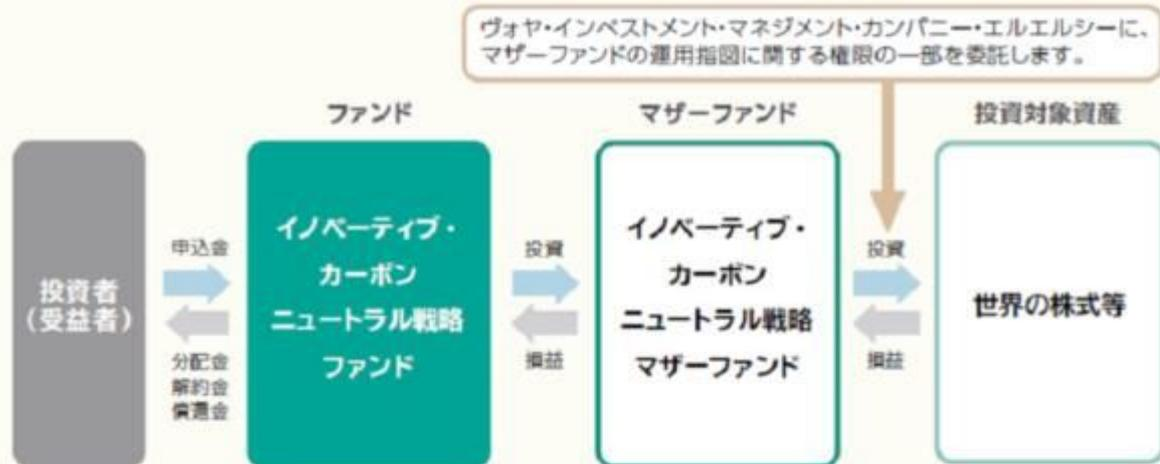 ヴォヤ・インベストメント・マネジメント・カンパニー・エルエルシーに、
マザーファンドの運用指図に関する権限の一部を委託します。
ファンド
マザーファンド
投資対象資産
投資者
(受益者)
申込金
分配金
解約金
償還金
イノベーティブ・
カーボン
ニュートラル戦略
ファンド
投資
損益
イノベーティブ・
カーボン
ニュートラル戦略
マザーファンド
投資
損益
世界の株式等